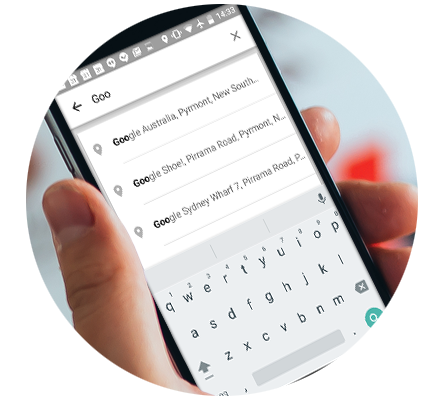 14:33
Goo
Google Australia, Pyrmont, New South...
Google Shoe!, Pirrama Road, Pyrmont, N...
Google Sydney Wharf 7, Pirrama Road, P...
1 2 3 4 5 6 7 8 9 0
q w e r t y u i o p
a s d f g h j k l
z x c v b n m
, .